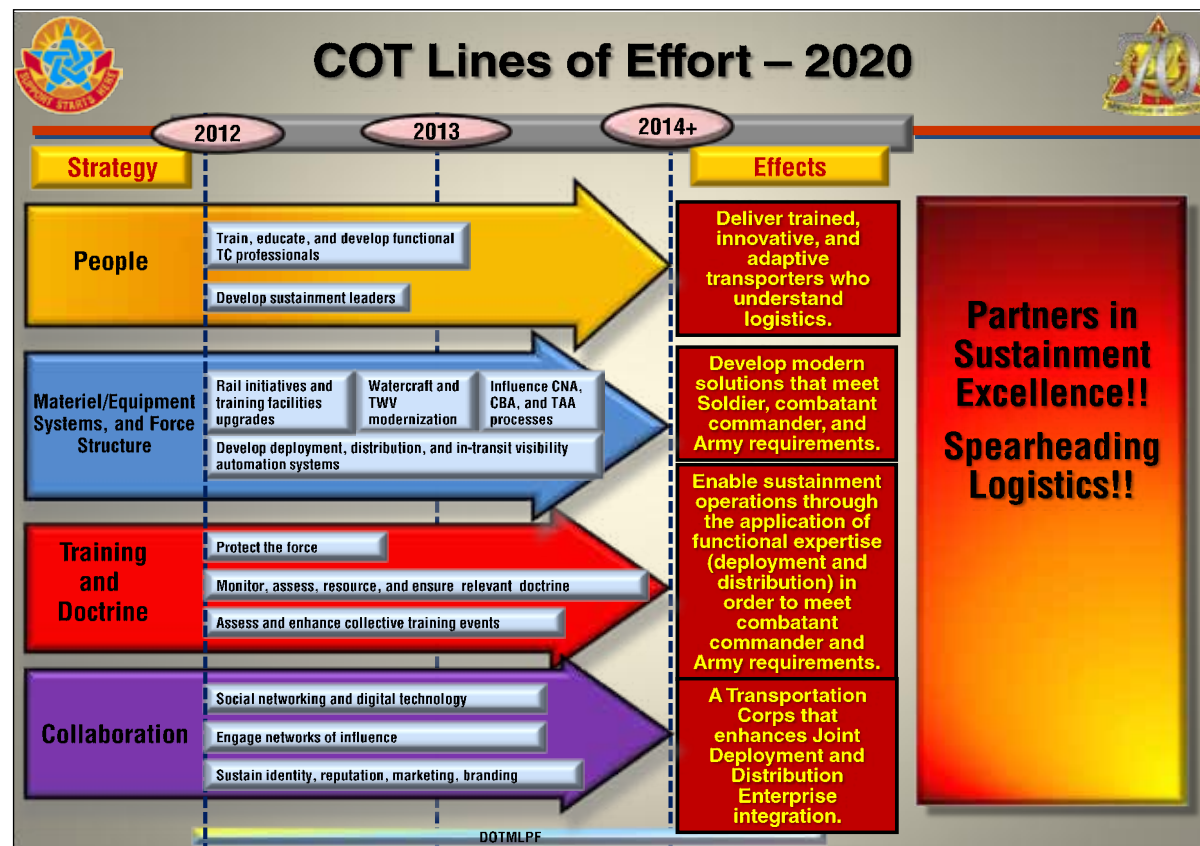 COT Lines of Effort – 2020
SUPPORT STARTS HERE
70
2012
2013
2014+
Strategy
Effects
People
Train, educate, and develop functional
TC professionals
Develop sustainment leaders
Deliver trained,
innovative, and
adaptive
transporters who
understand
logistics.
Materiel/Equipment
Systems, and Force
Structure
Rail initiatives and
training facilities
upgrades
Watercraft and
TWV
modernization
Influence CNA,
CBA, and TAA
processes
Develop deployment, distribution, and in-transit visibility
automation systems
Develop modern
solutions that meet
Soldier, combatant
commander, and
Army requirements.
Training
and
Doctrine
Protect the force
Monitor, assess, resource, and ensure relevant doctrine
Assess and enhance collective training events
Enable sustainment
operations through
the application of
functional expertise
(deployment and
distribution) in
order to meet
combatant
commander and
Army requirements.
Collaboration
Social networking and digital technology
Engage networks of influence
Sustain identity, reputation, marketing, branding
A Transportation
Corps that
enhances Joint
Deployment and
Distribution
Enterprise
integration.
Partners in
Sustainment
Excellence!!
Spearheading
Logistics!!
DOTMLPF